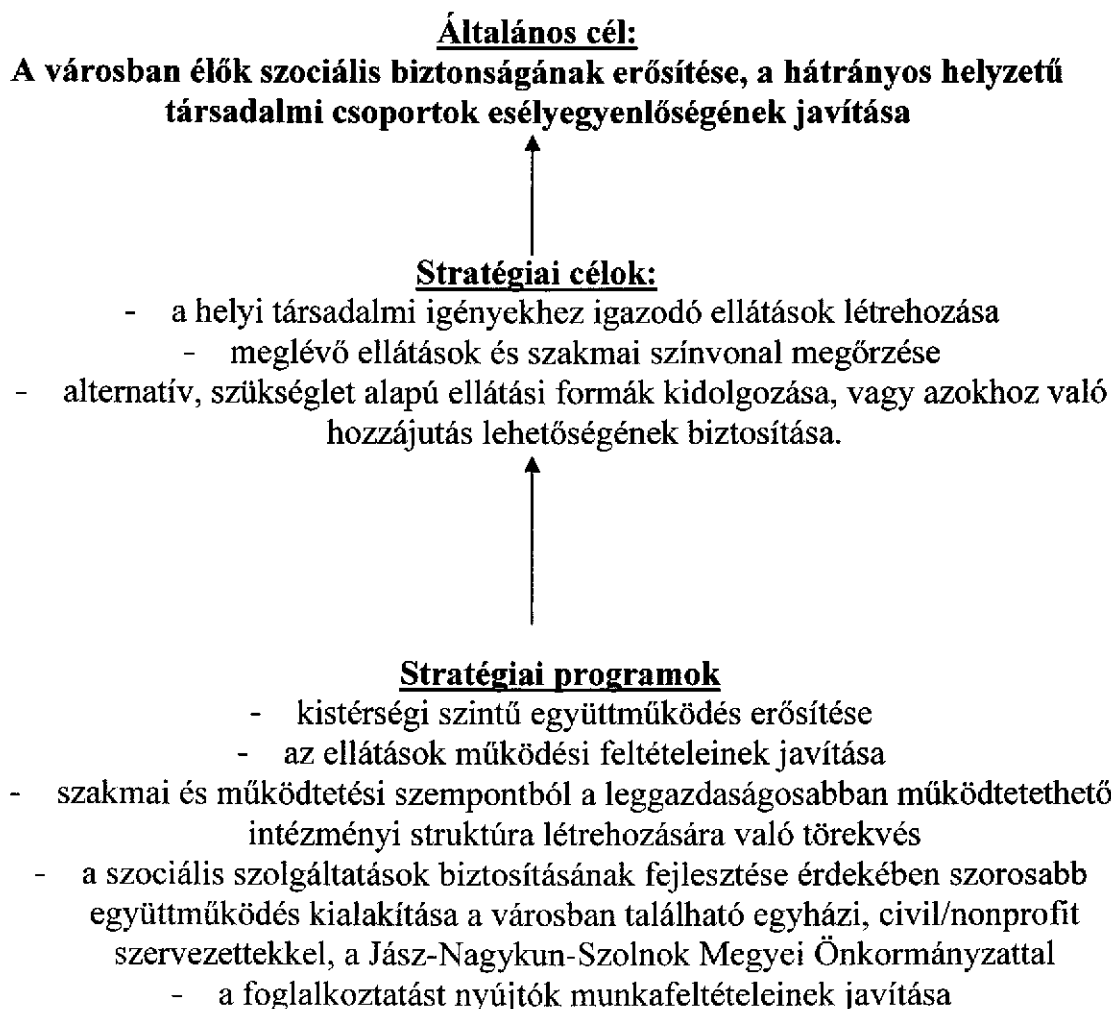 Általános cél:
A városban élők szociális biztonságának erősítése, a hátrányos helyzetű
társadalmi csoportok esélyegyenlőségének javítása
Stratégiai célok:
- a helyi társadalmi igényekhez igazodó ellátások létrehozása
- meglévő ellátások és szakmai színvonal megőrzése
- alternatív, szükséglet alapú ellátási formák kidolgozása, vagy azokhoz való
hozzájutás lehetőségének biztosítása.
Stratégiai programok
- kistérségi szintű együttműködés erősítése
- az ellátások működési feltételeinek javítása
- szakmai és működtetési szempontból a leggazdaságosabban működtetethető
intézményi struktúra létrehozására való törekvés
- a szociális szolgáltatások biztosításának fejlesztése érdekében szorosabb
együttműködés kialakítása a városban található egyházi, civil/nonprofit
szervezettekkel, a Jász-Nagykun-Szolnok Megyei Önkormányzattal
- a foglalkoztatást nyújtók munkafeltételeinek javítása